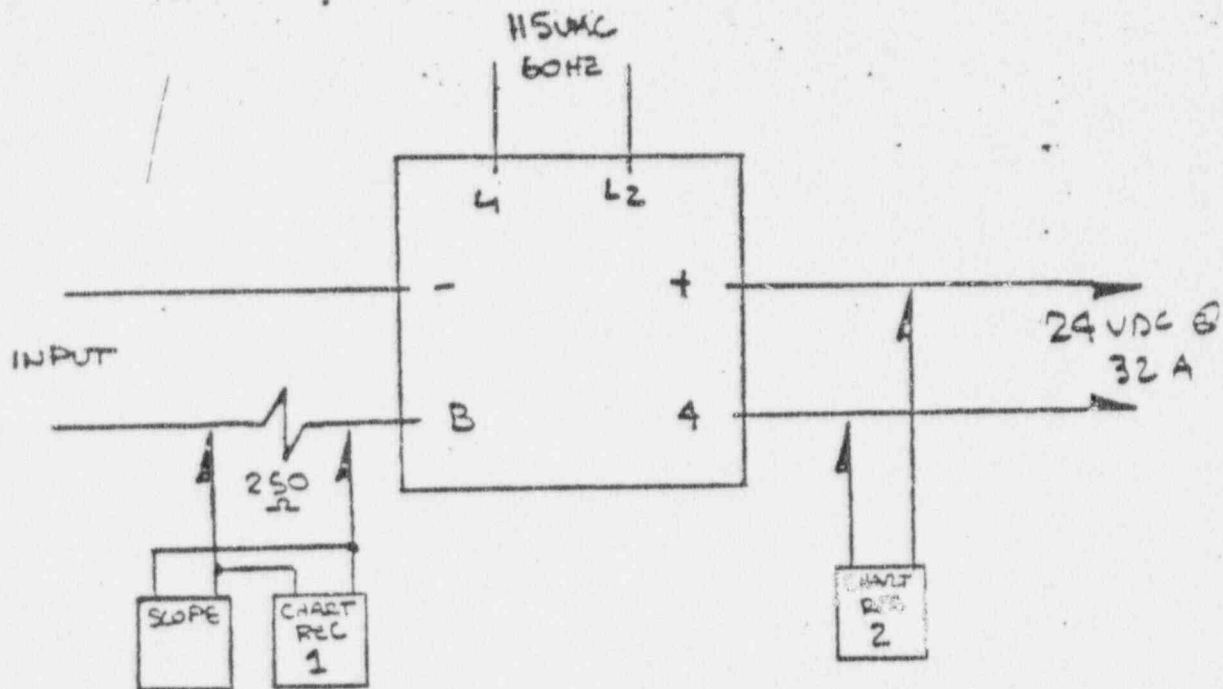 115VAC
60HZ
L1
L2
-
+
INPUT
24 VDC @
32 A
B
4
250
Ω
SCOPE
CHART
REC
1
CHART
REC
2